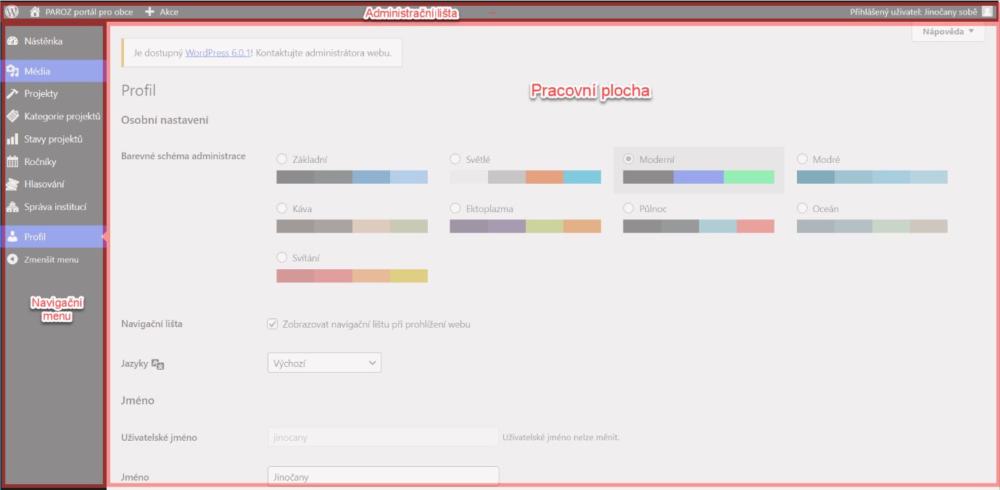 PAROZ portál pro obce
Akce
Administrační lišta
Přihlášený uživatel: Jinočany sobě
Nástěnka
Média
Projekty
Kategorie projektů
Stavy projektů
Ročníky
Hlasování
Správa institucí
Profil
Zmenšit menu
Navigační
menu
Nápověda
Je dostupný WordPress 6.0.1! Kontaktujte administrátora webu.
Profil
Pracovní plocha
Osobní nastavení
Barevné schéma administrace
Základní
Světlé
Moderní
Modré
Káva
Ektoplazma
Půlnoc
Oceán
Svítání
Navigační lišta
Zobrazovat navigační lištu při prohlížení webu
Jazyky
Výchozí
Jméno
Uživatelské jméno
jinocany
Uživatelské jméno nelze měnit.
Jméno
Jinočany